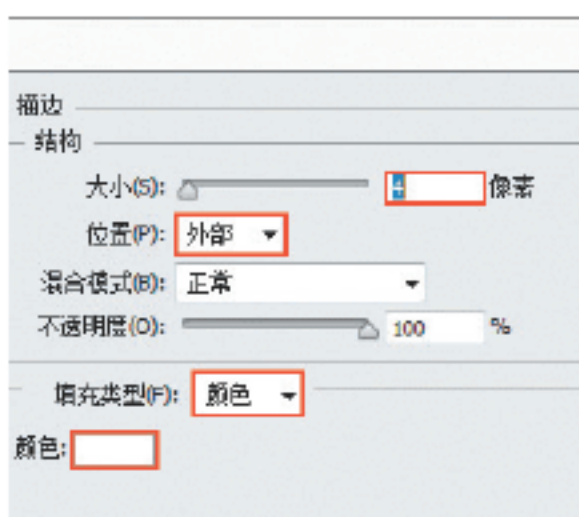 描边
结构
大小(S): 4 像素
位置(P): 外部
混合模式(B): 正常
不透明度(O): 100 %
填充类型(F): 颜色
颜色: